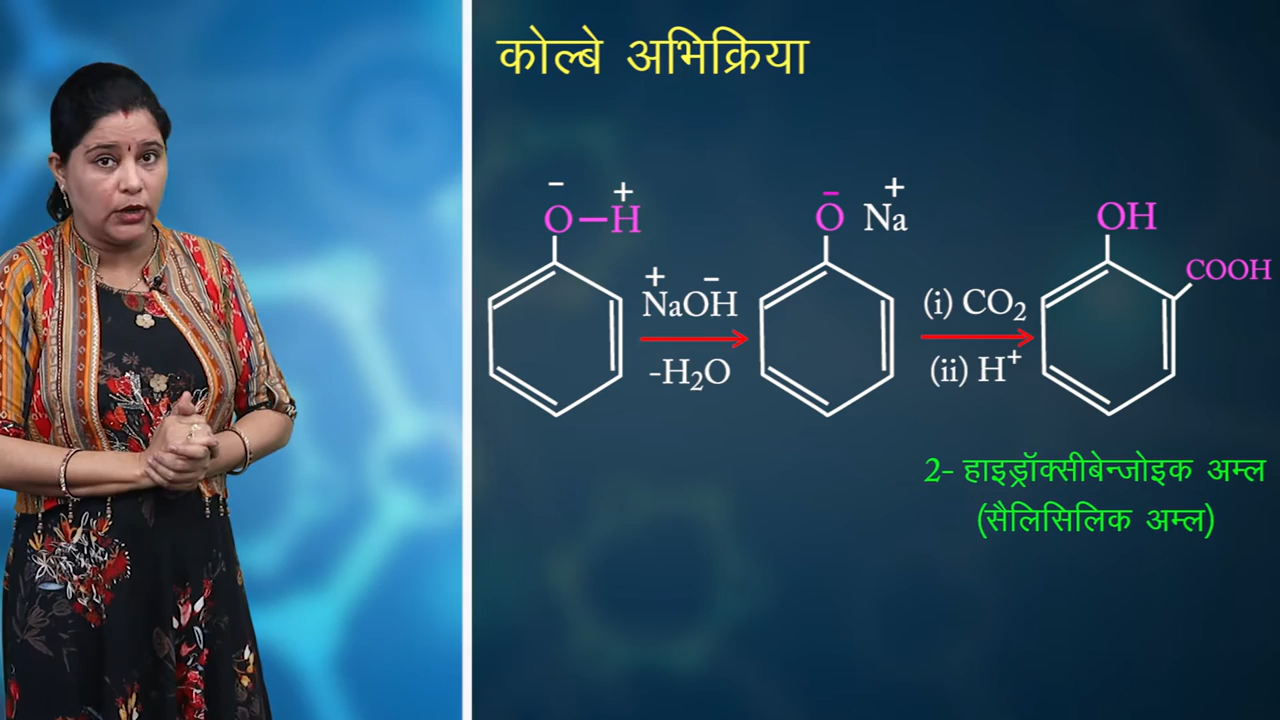 कोल्बे अभिक्रिया
− +
O—H
+ −
NaOH
-H₂O
− +
O Na
(i) CO₂
(ii) H⁺
OH
COOH
2- हाइड्रॉक्सीबेन्जोइक अम्ल
(सैलिसिलिक अम्ल)